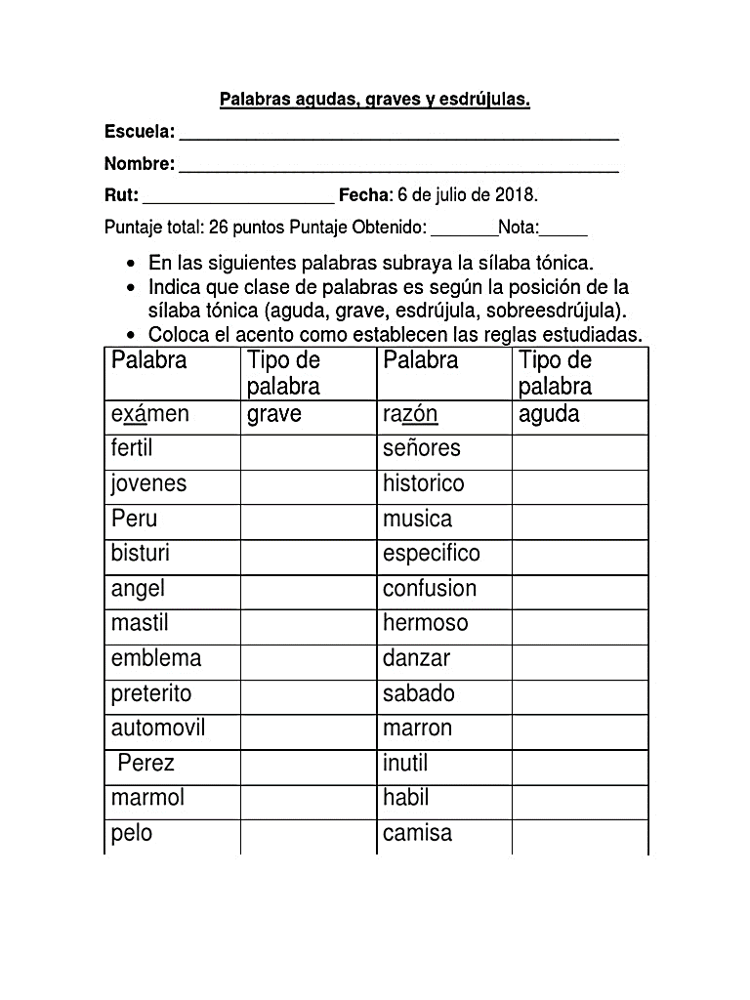 Palabras agudas, graves y esdrújulas.
Escuela: ______________________________________________
Nombre: ______________________________________________
Rut: ____________________ Fecha: 6 de julio de 2018.
Puntaje total: 26 puntos Puntaje Obtenido: _______Nota:_____
• En las siguientes palabras subraya la sílaba tónica.
• Indica que clase de palabras es según la posición de la
sílaba tónica (aguda, grave, esdrújula, sobreesdrújula).
• Coloca el acento como establecen las reglas estudiadas.
Palabra Tipo de palabra Palabra Tipo de palabra
exámen grave razón aguda
fertil señores
jovenes historico
Peru musica
bisturi especifico
angel confusion
mastil hermoso
emblema danzar
preterito sabado
automovil marron
Perez inutil
marmol habil
pelo camisa